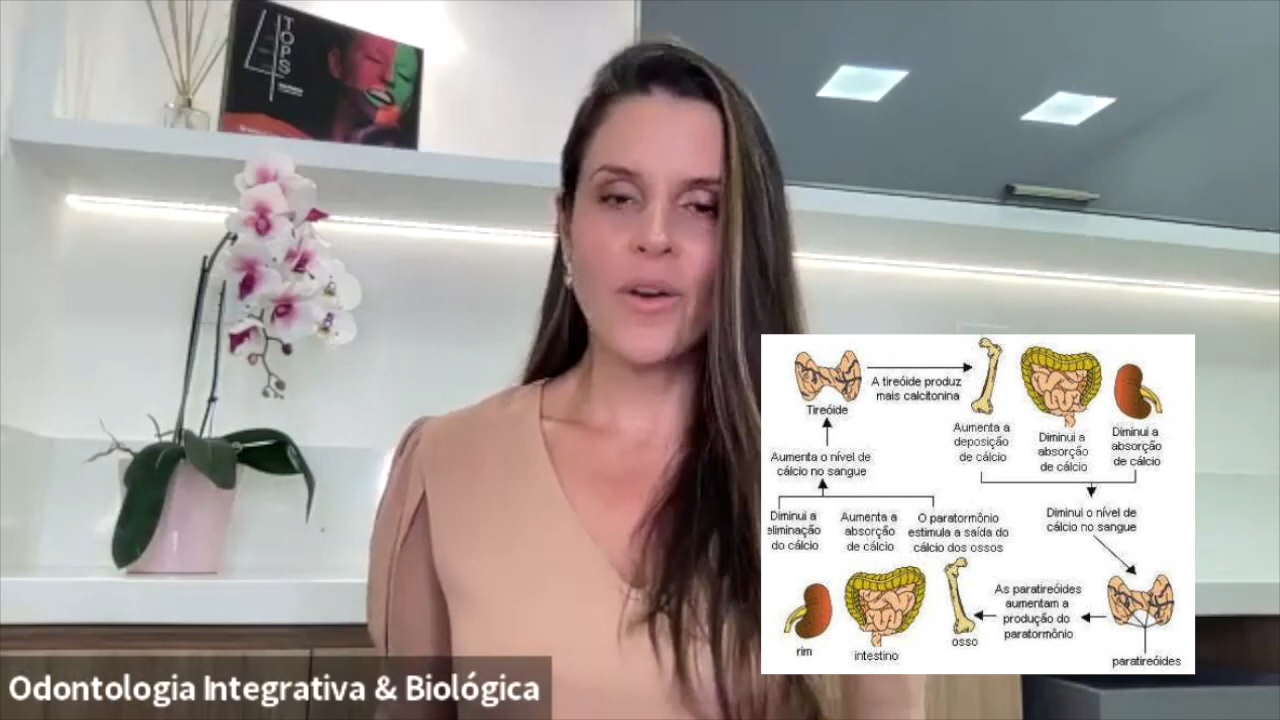 TOPS
A tireóide produz
mais calcitonina
Tireóide
Aumenta a
deposição
de cálcio
Diminui a
absorção
de cálcio
Diminui a
absorção
de cálcio
Aumenta o nível de
cálcio no sangue
Diminui o nível de
cálcio no sangue
Diminui a
eliminação
do cálcio
Aumenta a
absorção
de cálcio
O paratormônio
estimula a saída do
cálcio dos ossos
As paratireóides
aumentam a
produção do
paratormônio
rim
intestino
osso
paratireóides
Odontologia Integrativa & Biológica